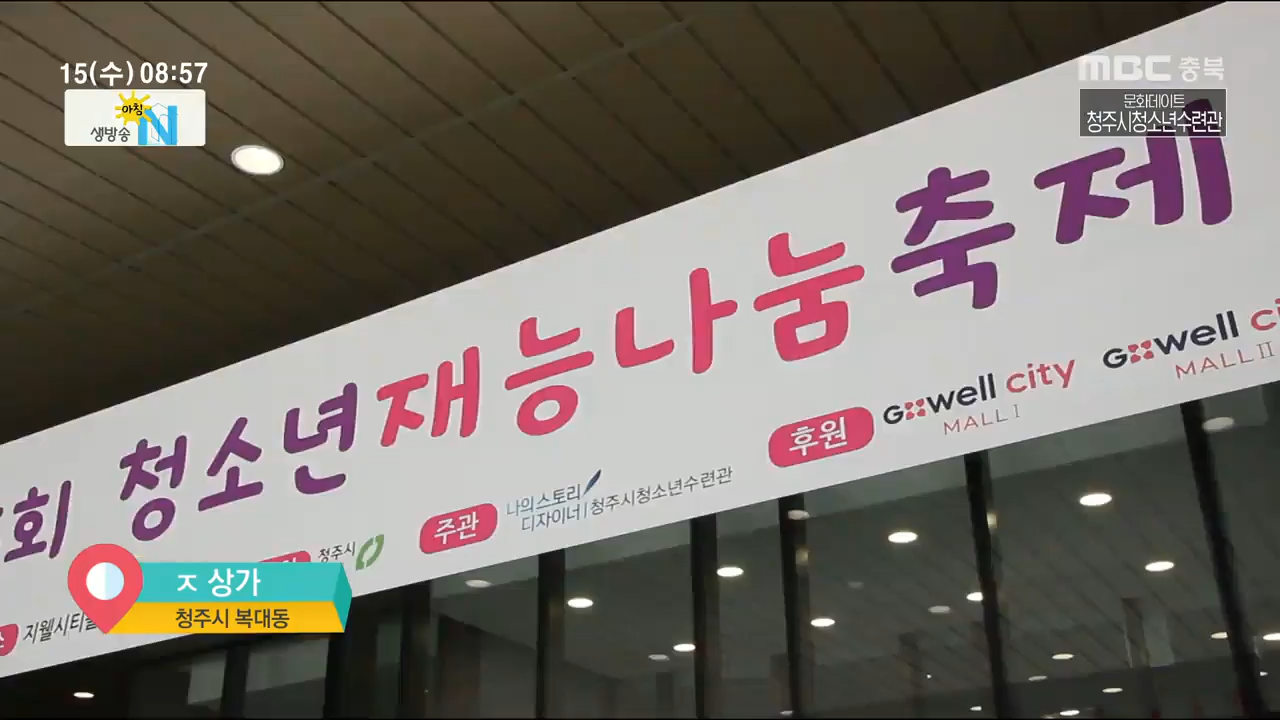 15(수) 08:57
아침
생방송 N
MBC 충북
문화데이트
청주시청소년수련관
회 청소년재능나눔축제
청주시
주관 나의스토리
디자이너 | 청주시청소년수련관
후원 Gwell city
MALL I
Gwell ci
MALL II
지웰시티몰
ㅈ 상가
청주시 복대동